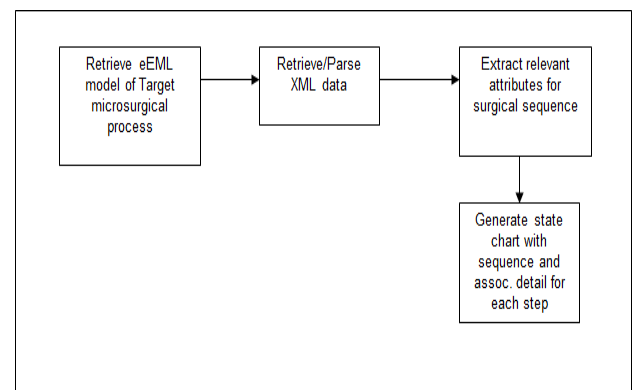 Retrieve eEML
model of Target
microsurgical
process
Retrieve/Parse
XML data
Extract relevant
attributes for
surgical sequence
Generate state
chart with
sequence and
assoc. detail for
each step